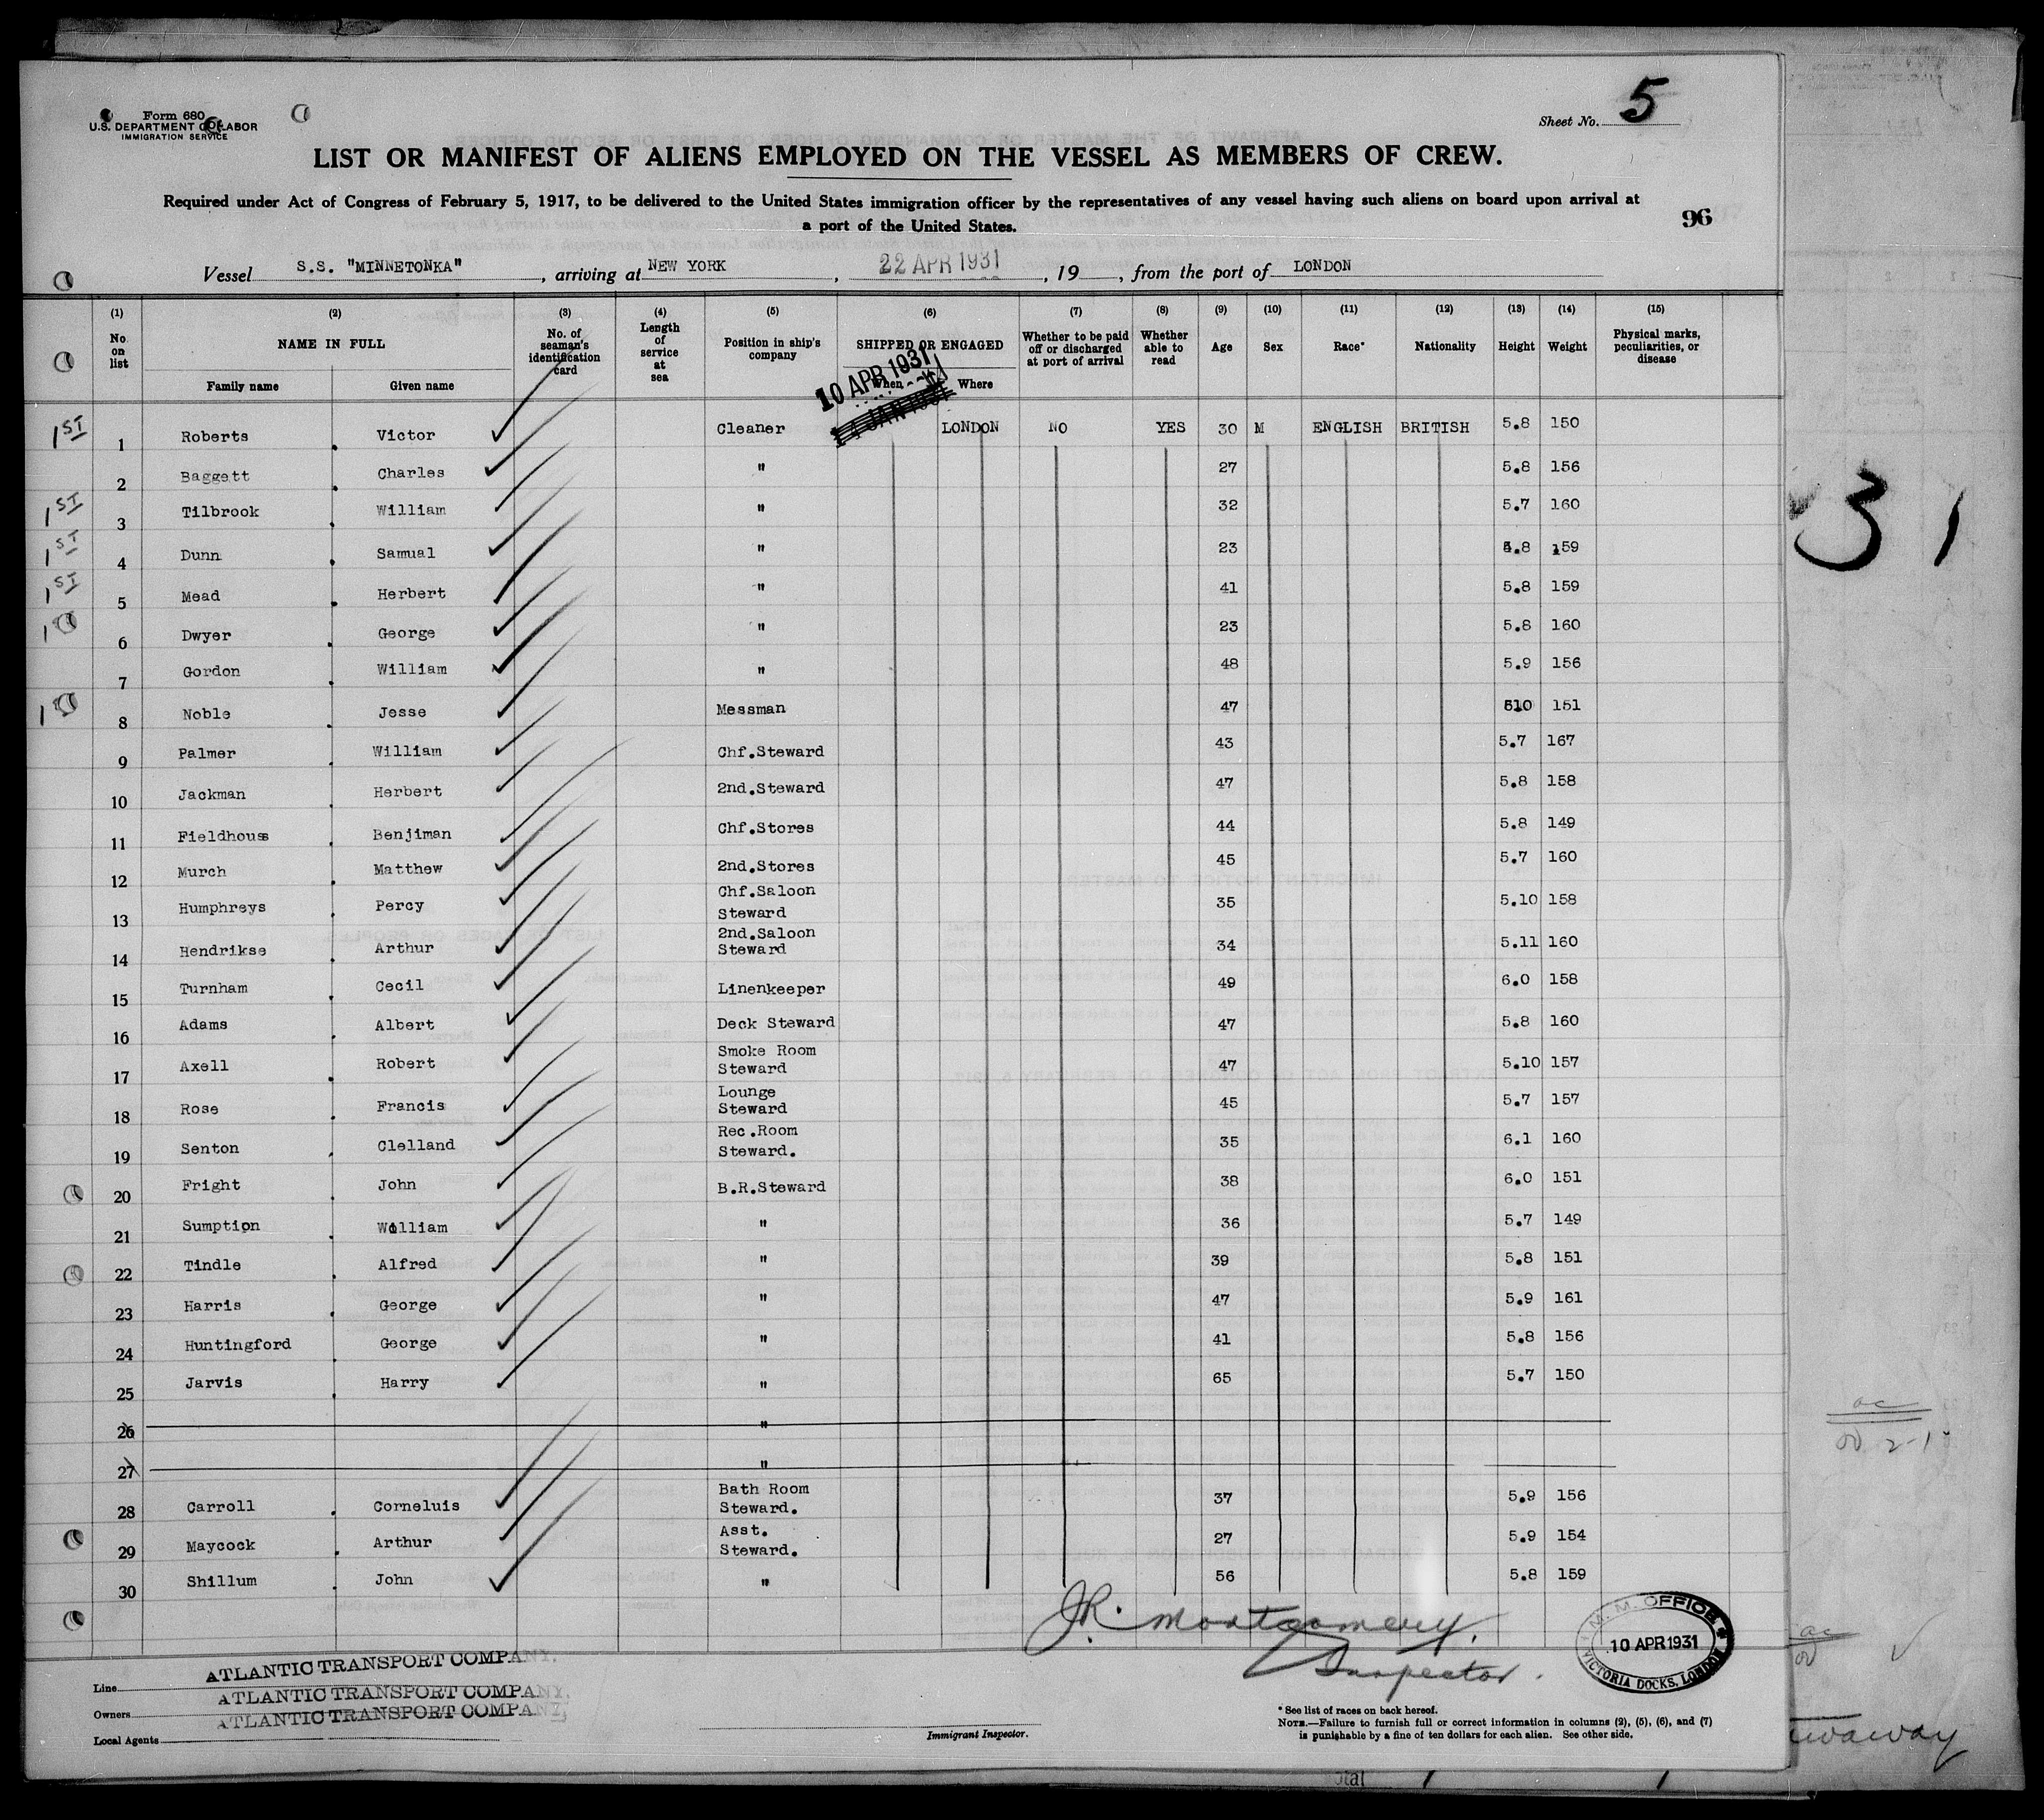 Form 680
U.S. DEPARTMENT OF LABOR
IMMIGRATION SERVICE
Sheet No. 5
LIST OR MANIFEST OF ALIENS EMPLOYED ON THE VESSEL AS MEMBERS OF CREW.
Required under Act of Congress of February 5, 1917, to be delivered to the United States immigration officer by the representatives of any vessel having such aliens on board upon arrival at
a port of the United States.
96
Vessel S.S. "MINNETONKA", arriving at NEW YORK, 22 APR 1931, 19 , from the port of LONDON
(1) (2) (3) (4) (5) (6) (7) (8) (9) (10) (11) (12) (13) (14) (15)
No. on list NAME IN FULL Family name Given name No. of seaman's identification card Length of service at sea Position in ship's company SHIPPED OR ENGAGED When Where Whether to be paid off or discharged at port of arrival Whether able to read Age Sex Race* Nationality Height Weight Physical marks, peculiarities, or disease
10 APR 1931
1ST 1 Roberts Victor Cleaner LONDON NO YES 30 M ENGLISH BRITISH 5.8 150
2 Baggett Charles " 27 5.8 156
1ST 3 Tilbrook William " 32 5.7 160
1ST 4 Dunn Samual " 23 5.8 159
1ST 5 Mead Herbert " 41 5.8 159
6 Dwyer George " 23 5.8 160
7 Gordon William " 48 5.9 156
8 Noble Jesse Messman 47 510 151
9 Palmer William Chf.Steward 43 5.7 167
10 Jackman Herbert 2nd.Steward 47 5.8 158
11 Fieldhouse Benjiman Chf.Stores 44 5.8 149
12 Murch Matthew 2nd.Stores 45 5.7 160
13 Humphreys Percy Chf.Saloon Steward 35 5.10 158
14 Hendrikse Arthur 2nd.Saloon Steward 34 5.11 160
15 Turnham Cecil Linenkeeper 49 6.0 158
16 Adams Albert Deck Steward 47 5.8 160
17 Axell Robert Smoke Room Steward 47 5.10 157
18 Rose Francis Lounge Steward 45 5.7 157
19 Senton Clelland Rec.Room Steward. 35 6.1 160
20 Fright John B.R.Steward 38 6.0 151
21 Sumption William " 36 5.7 149
22 Tindle Alfred " 39 5.8 151
23 Harris George " 47 5.9 161
24 Huntingford George " 41 5.8 156
25 Jarvis Harry " 65 5.7 150
26 "
27 "
28 Carroll Corneluis Bath Room Steward. 37 5.9 156
29 Maycock Arthur Asst. Steward. 27 5.9 154
30 Shillum John " 56 5.8 159
JR. Montgomery.
Inspector.
M. M. OFFICE
10 APR 1931
VICTORIA DOCKS, LONDON
Line ATLANTIC TRANSPORT COMPANY.
Owners ATLANTIC TRANSPORT COMPANY.
Local Agents ATLANTIC TRANSPORT COMPANY.
Immigrant Inspector.
* See list of races on back hereof.
NOTE.—Failure to furnish full or correct information in columns (2), (5), (6), and (7)
is punishable by a fine of ten dollars for each alien. See other side.
31